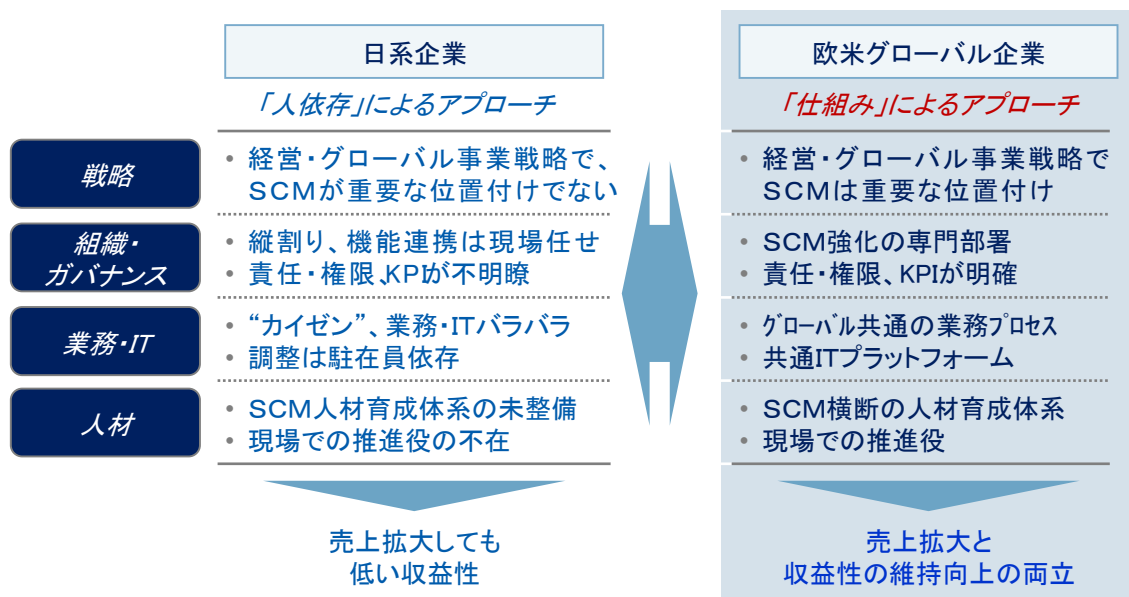 日系企業
欧米グローバル企業
「人依存」によるアプローチ
「仕組み」によるアプローチ
戦略
• 経営・グローバル事業戦略で、
SCMが重要な位置付けでない
• 経営・グローバル事業戦略で
SCMは重要な位置付け
組織・
ガバナンス
• 縦割り、機能連携は現場任せ
• 責任・権限、KPIが不明瞭
• SCM強化の専門部署
• 責任・権限、KPIが明確
業務・IT
• “カイゼン”、業務・ITバラバラ
• 調整は駐在員依存
• グローバル共通の業務プロセス
• 共通ITプラットフォーム
人材
• SCM人材育成体系の未整備
• 現場での推進役の不在
• SCM横断の人材育成体系
• 現場での推進役
売上拡大しても
低い収益性
売上拡大と
収益性の維持向上の両立